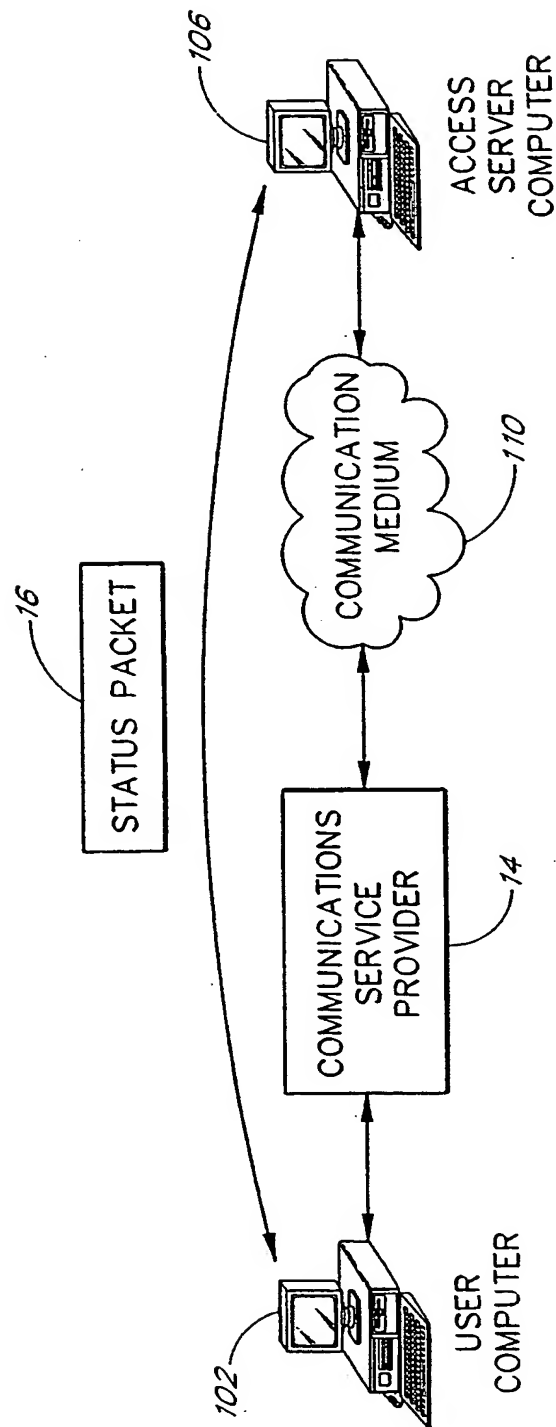 16
STATUS PACKET
106
ACCESS
SERVER
COMPUTER
COMMUNICATION
MEDIUM
110
COMMUNICATIONS
SERVICE
PROVIDER
14
102
USER
COMPUTER